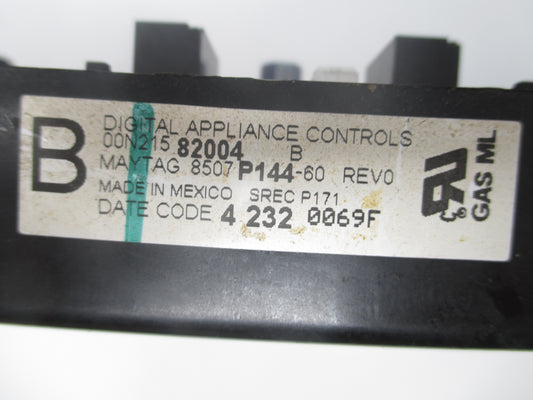 B
DIGITAL APPLIANCE CONTROLS
00N215 82004 B
MAYTAG 8507 P144-60 REV0
MADE IN MEXICO SREC P171
DATE CODE 4 232 0069F
GAS ML